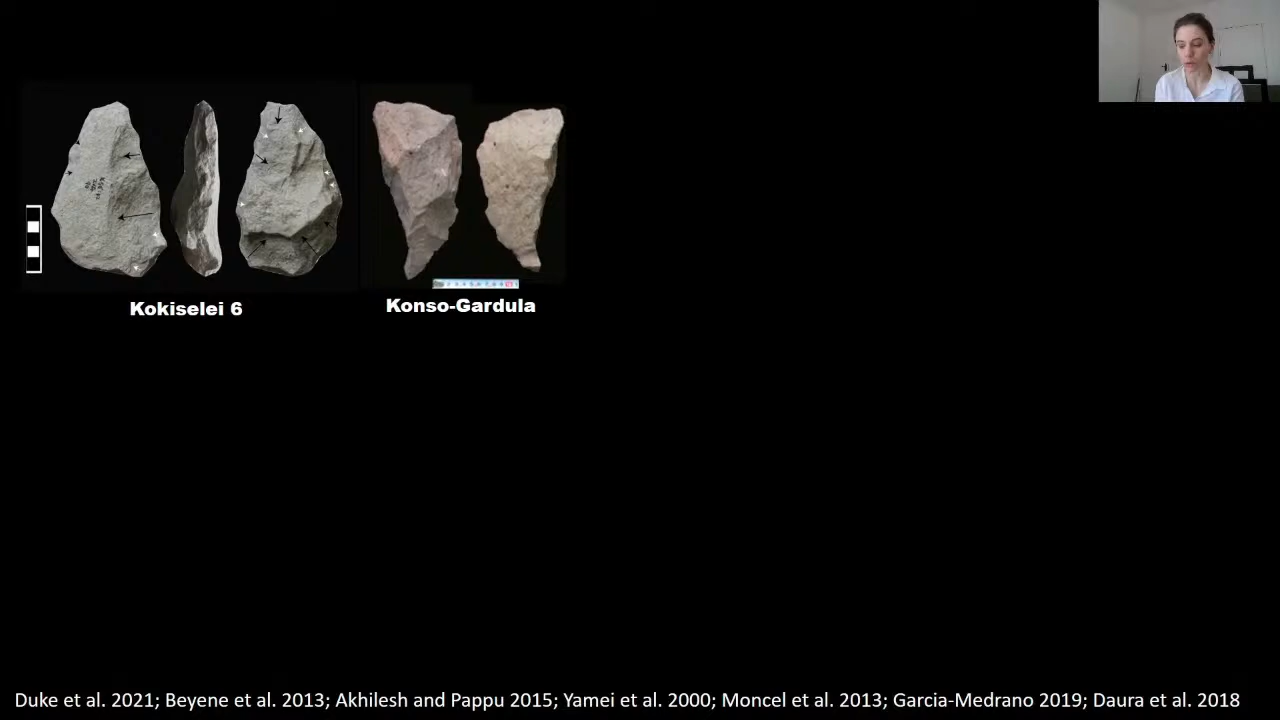 Kokiselei 6
Konso-Gardula
Duke et al. 2021; Beyene et al. 2013; Akhilesh and Pappu 2015; Yamei et al. 2000; Moncel et al. 2013; Garcia-Medrano 2019; Daura et al. 2018